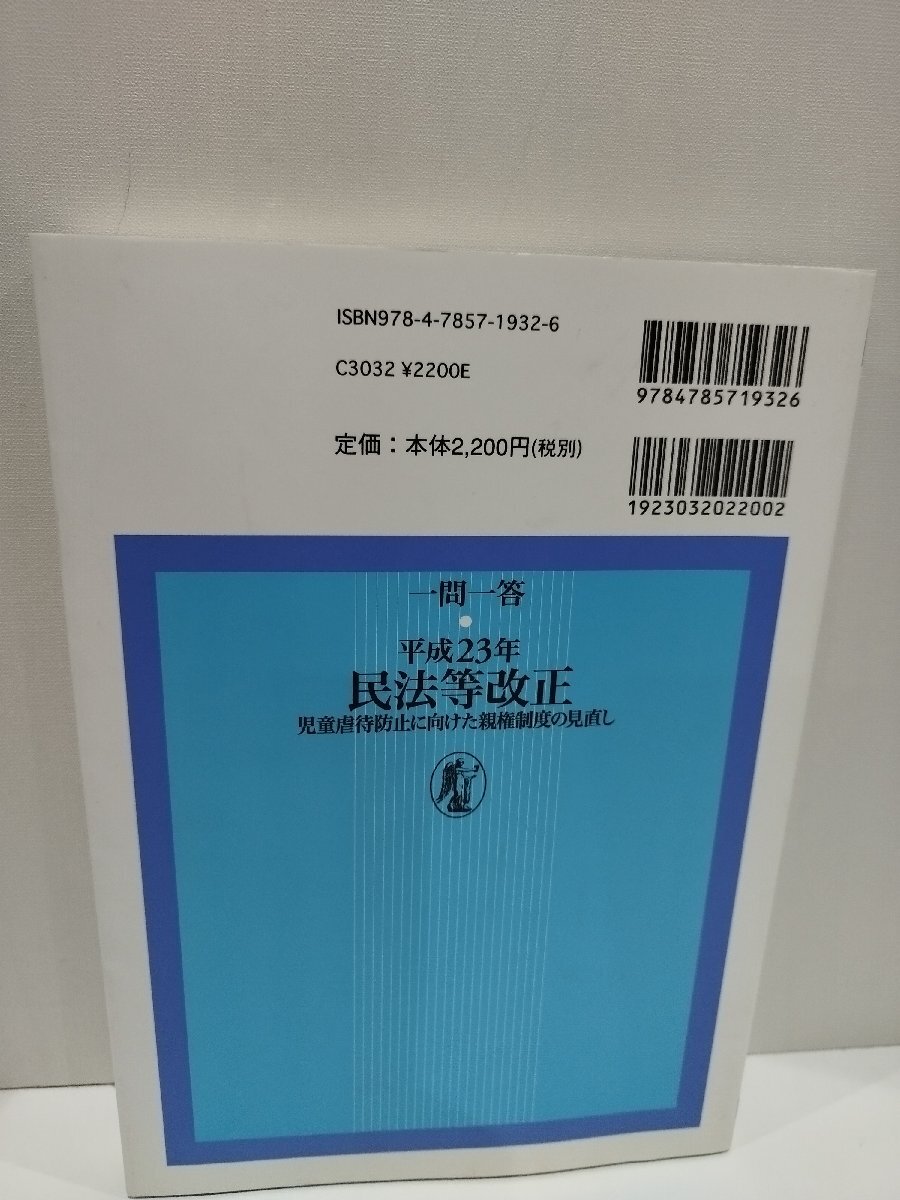 ISBN978-4-7857-1932-6
C3032 ¥2200E
定価：本体2,200円(税別)
9784785719326
1923032022002
一問一答
平成23年
民法等改正
児童虐待防止に向けた親権制度の見直し